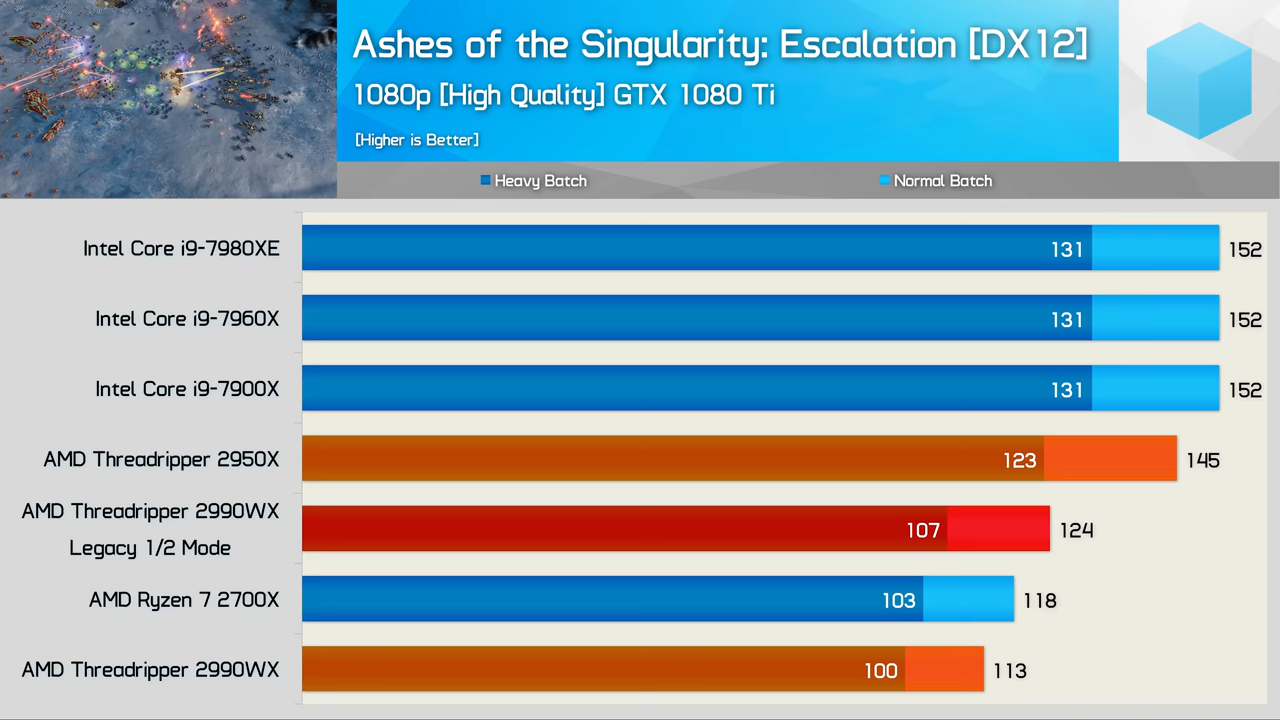 Ashes of the Singularity: Escalation [DX12]
1080p [High Quality] GTX 1080 Ti
[Higher is Better]
Heavy Batch
Normal Batch
Intel Core i9-7980XE 131 152
Intel Core i9-7960X 131 152
Intel Core i9-7900X 131 152
AMD Threadripper 2950X 123 145
AMD Threadripper 2990WX
Legacy 1/2 Mode 107 124
AMD Ryzen 7 2700X 103 118
AMD Threadripper 2990WX 100 113